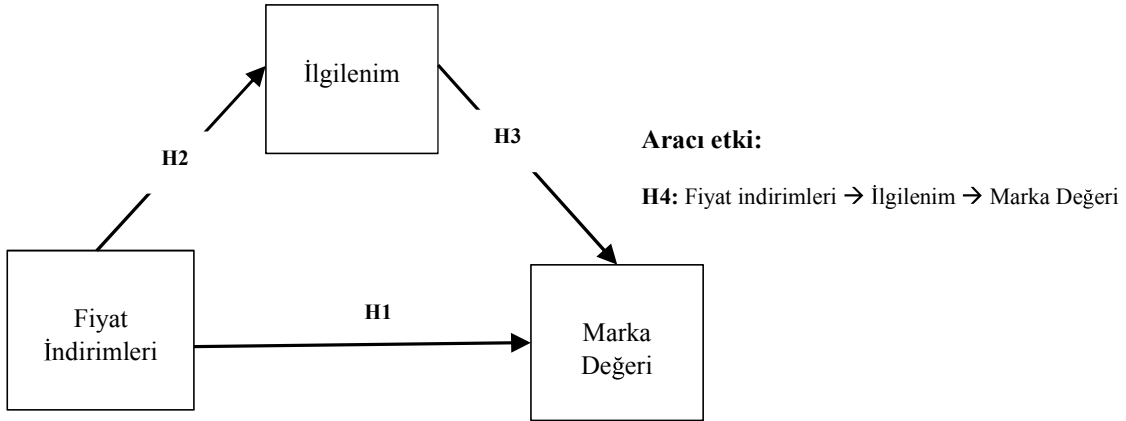 İlgilenim
H2
H3
Aracı etki:
H4: Fiyat indirimleri → İlgilenim → Marka Değeri
Fiyat
İndirimleri
H1
Marka
Değeri